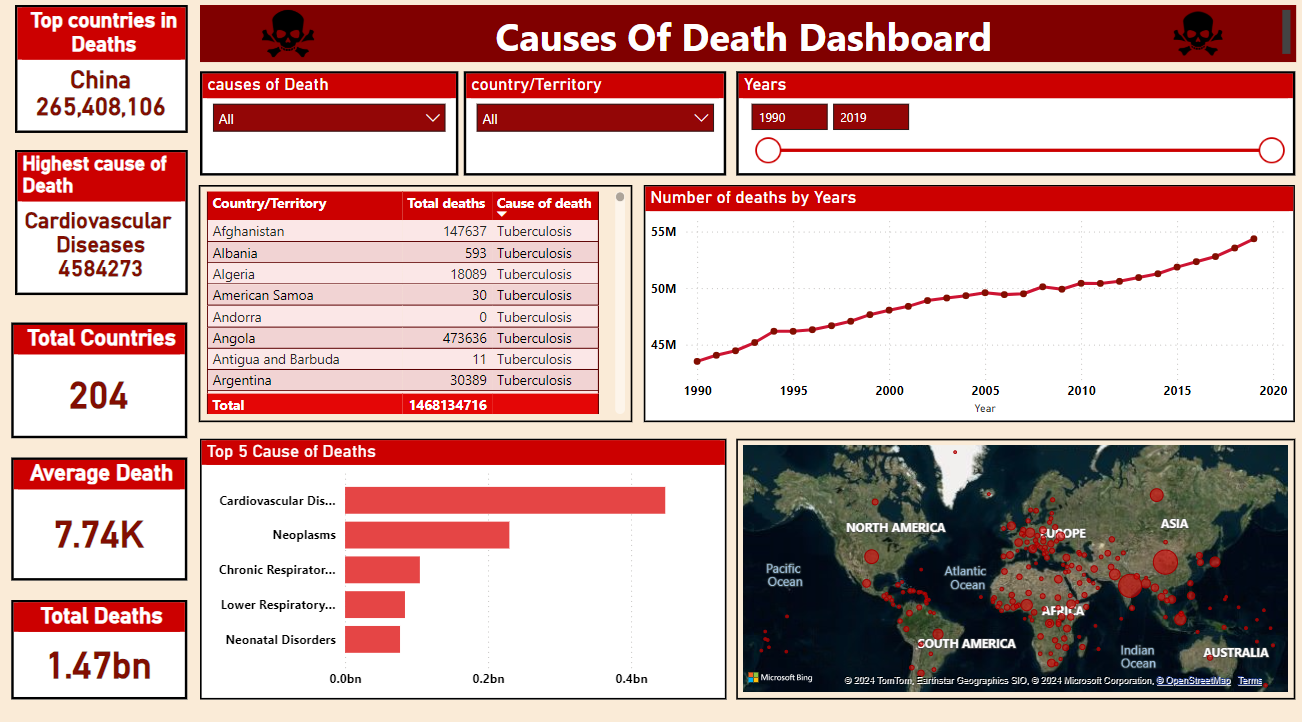 Top countries in
Deaths
China
265,408,106
Highest cause of
Death
Cardiovascular
Diseases
4584273
Total Countries
204
Average Death
7.74K
Total Deaths
1.47bn
Causes Of Death Dashboard
causes of Death
All
country/Territory
All
Years
1990 2019
Country/Territory Total deaths Cause of death
Afghanistan 147637 Tuberculosis
Albania 593 Tuberculosis
Algeria 18089 Tuberculosis
American Samoa 30 Tuberculosis
Andorra 0 Tuberculosis
Angola 473636 Tuberculosis
Antigua and Barbuda 11 Tuberculosis
Argentina 30389 Tuberculosis
Total 1468134716
Number of deaths by Years
55M
50M
45M
1990 1995 2000 2005 2010 2015 2020
Year
Top 5 Cause of Deaths
Cardiovascular Dis...
Neoplasms
Chronic Respirator...
Lower Respiratory...
Neonatal Disorders
0.0bn 0.2bn 0.4bn
NORTH AMERICA
EUROPE
ASIA
Pacific
Ocean
Atlantic
Ocean
AFRICA
SOUTH AMERICA
Indian
Ocean
AUSTRALIA
Microsoft Bing
© 2024 TomTom, Earthstar Geographics SIO, © 2024 Microsoft Corporation, © OpenStreetMap Terms